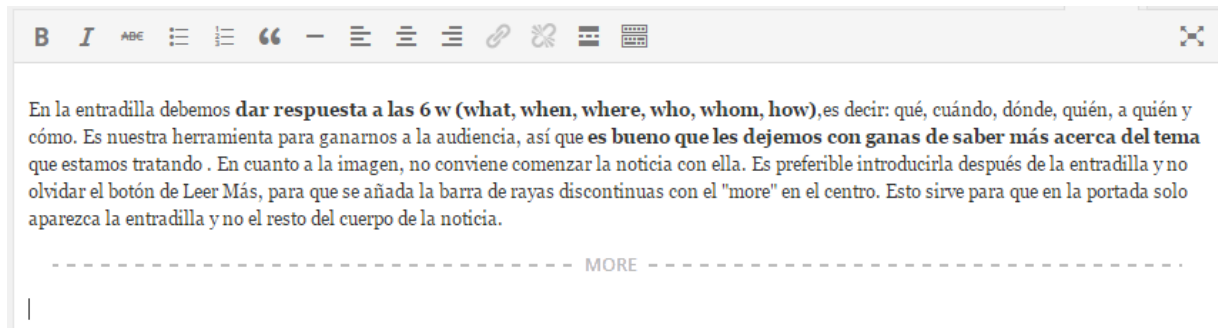 B I ABC
En la entradilla debemos dar respuesta a las 6 w (what, when, where, who, whom, how),es decir: qué, cuándo, dónde, quién, a quién y
cómo. Es nuestra herramienta para ganarnos a la audiencia, así que es bueno que les dejemos con ganas de saber más acerca del tema
que estamos tratando . En cuanto a la imagen, no conviene comenzar la noticia con ella. Es preferible introducirla después de la entradilla y no
olvidar el botón de Leer Más, para que se añada la barra de rayas discontinuas con el "more" en el centro. Esto sirve para que en la portada solo
aparezca la entradilla y no el resto del cuerpo de la noticia.
MORE